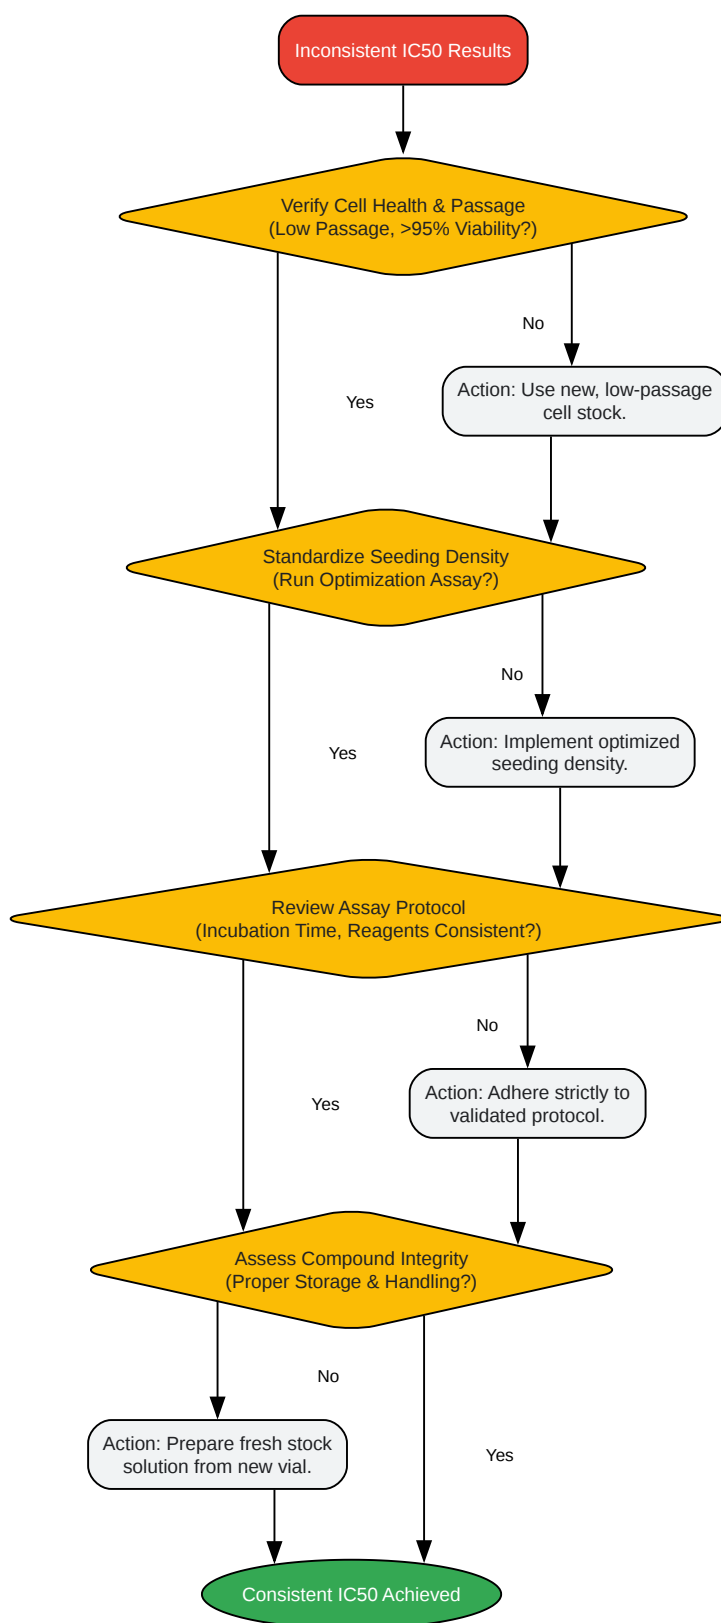 Inconsistent IC50 Results
Verify Cell Health & Passage
(Low Passage, >95% Viability?)
No
Yes
Action: Use new, low-passage
cell stock.
Standardize Seeding Density
(Run Optimization Assay?)
No
Yes
Action: Implement optimized
seeding density.
Review Assay Protocol
(Incubation Time, Reagents Consistent?)
No
Yes
Action: Adhere strictly to
validated protocol.
Assess Compound Integrity
(Proper Storage & Handling?)
No
Action: Prepare fresh stock
solution from new vial.
Yes
Consistent IC50 Achieved